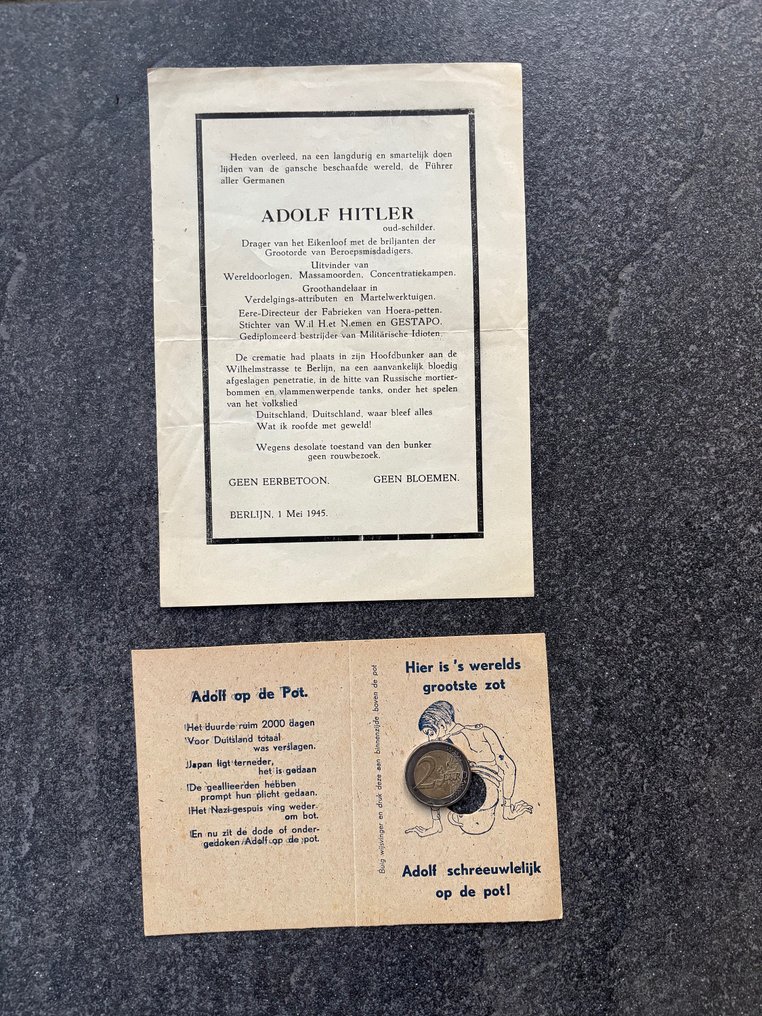 Heden overleed, na een langdurig en smartelijk doen
lijden van de gansche beschaafde wereld, de Führer
aller Germanen
ADOLF HITLER
oud-schilder.
Drager van het Eikenloof met de briljanten der
Grootorde van Beroepsmisdadigers.
Uitvinder van
Wereldoorlogen, Massamoorden, Concentratiekampen.
Groothandelaar in
Verdelgings-attributen en Martelwerktuigen.
Eere-Directeur der Fabrieken van Hoera-petten.
Stichter van W.il H.et N.emen en GESTAPO.
Gediplomeerd bestrijder van Militärische Idioten.
De crematie had plaats in zijn Hoofdbunker aan de
Wilhelmstrasse te Berlijn, na een aanvankelijk bloedig
afgeslagen penetratie, in de hitte van Russische mortier-
bommen en vlammenwerpende tanks, onder het spelen
van het volkslied
Duitschland, Duitschland, waar bleef alles
Wat ik roofde met geweld!
Wegens desolate toestand van den bunker
geen rouwbezoek.
GEEN EERBETOON. GEEN BLOEMEN.
BERLIJN, 1 Mei 1945.
Adolf op de Pot.
Het duurde ruim 2000 dagen
Voor Duitsland totaal
was verslagen.
Japan ligt terneder,
het is gedaan
De geallieerden hebben
prompt hun plicht gedaan.
Het Nazi-gespuis ving weder
om bot.
En nu zit de dode of onder-
gedoken Adolf op de pot.
Buig wijsvinger en druk deze aan binnenzijde boven de pot
Hier is 's werelds
grootste zot
2 EURO
Adolf schreeuwlelijk
op de pot!